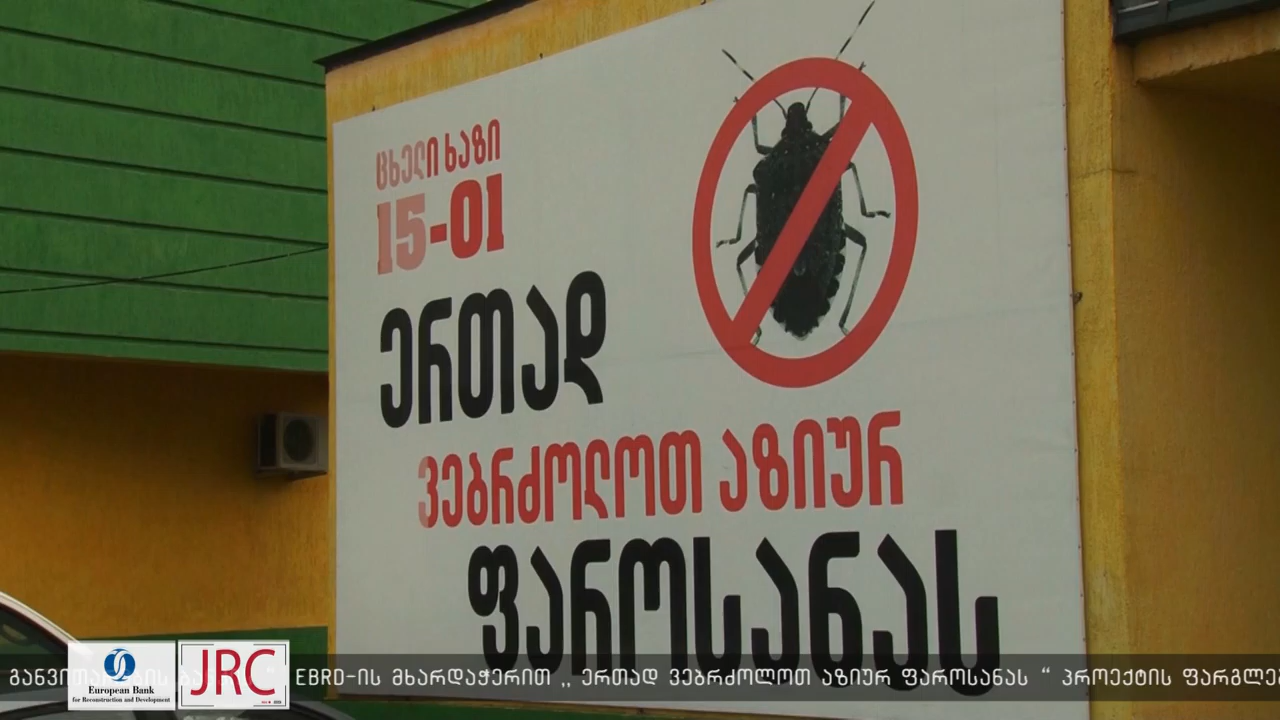 ცხელი ხაზი
15-01
ერთად
ვებრძოლოთ აზიურ
ფაროსანას
European Bank
for Reconstruction and Development
JRC
EBRD-ის მხარდაჭერით ,, ერთად ვებრძოლოთ აზიურ ფაროსანას “ პროექტის